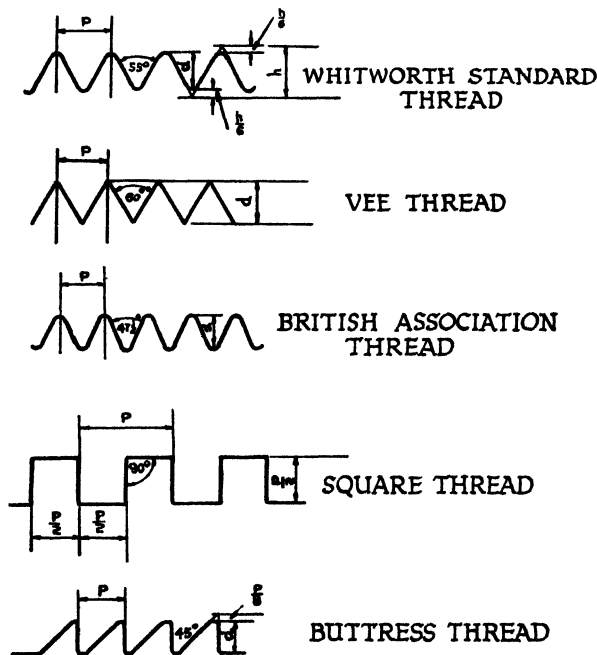 P
55°
d
h/6
h
h/6
WHITWORTH STANDARD
THREAD
P
60°
d
VEE THREAD
P
47½°
d
BRITISH ASSOCIATION
THREAD
P
90°
P/2
P/2
P/2
SQUARE THREAD
P
45°
d
P/8
BUTTRESS THREAD